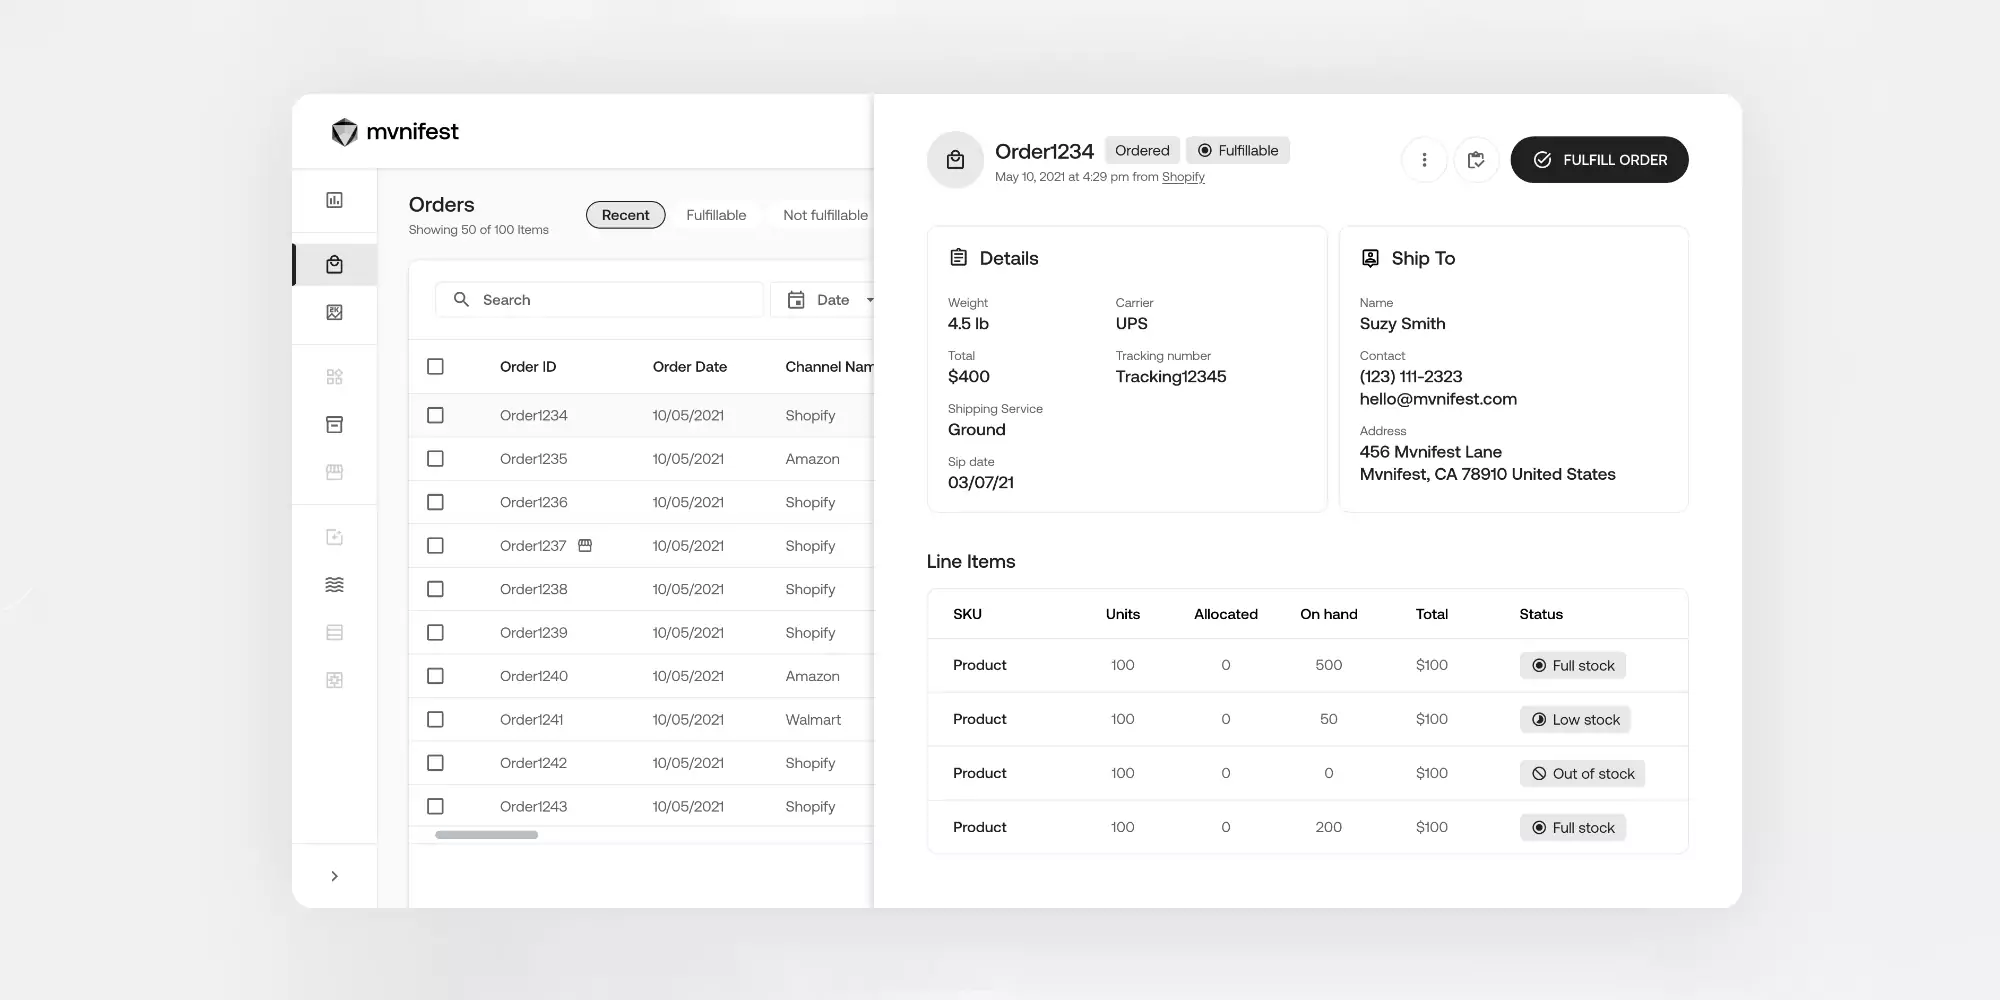 mvnifest
Orders
Showing 50 of 100 Items
Recent
Fulfillable
Not fulfillable
Search
Date
Order ID Order Date Channel Nam
Order1234 10/05/2021 Shopify
Order1235 10/05/2021 Amazon
Order1236 10/05/2021 Shopify
Order1237 10/05/2021 Shopify
Order1238 10/05/2021 Shopify
Order1239 10/05/2021 Shopify
Order1240 10/05/2021 Amazon
Order1241 10/05/2021 Walmart
Order1242 10/05/2021 Shopify
Order1243 10/05/2021 Shopify
Order1234 Ordered Fulfillable
May 10, 2021 at 4:29 pm from Shopify
FULFILL ORDER
Details
Weight Carrier
4.5 lb UPS
Total Tracking number
$400 Tracking12345
Shipping Service
Ground
Sip date
03/07/21
Ship To
Name
Suzy Smith
Contact
(123) 111-2323
hello@mvnifest.com
Address
456 Mvnifest Lane
Mvnifest, CA 78910 United States
Line Items
SKU Units Allocated On hand Total Status
Product 100 0 500 $100 Full stock
Product 100 0 50 $100 Low stock
Product 100 0 0 $100 Out of stock
Product 100 0 200 $100 Full stock